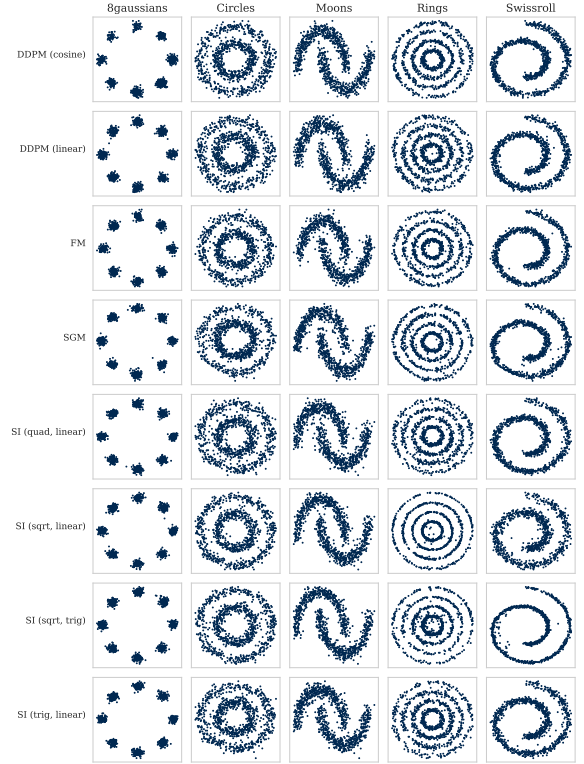 8gaussians Circles Moons Rings Swissroll
DDPM (cosine)
DDPM (linear)
FM
SGM
SI (quad, linear)
SI (sqrt, linear)
SI (sqrt, trig)
SI (trig, linear)